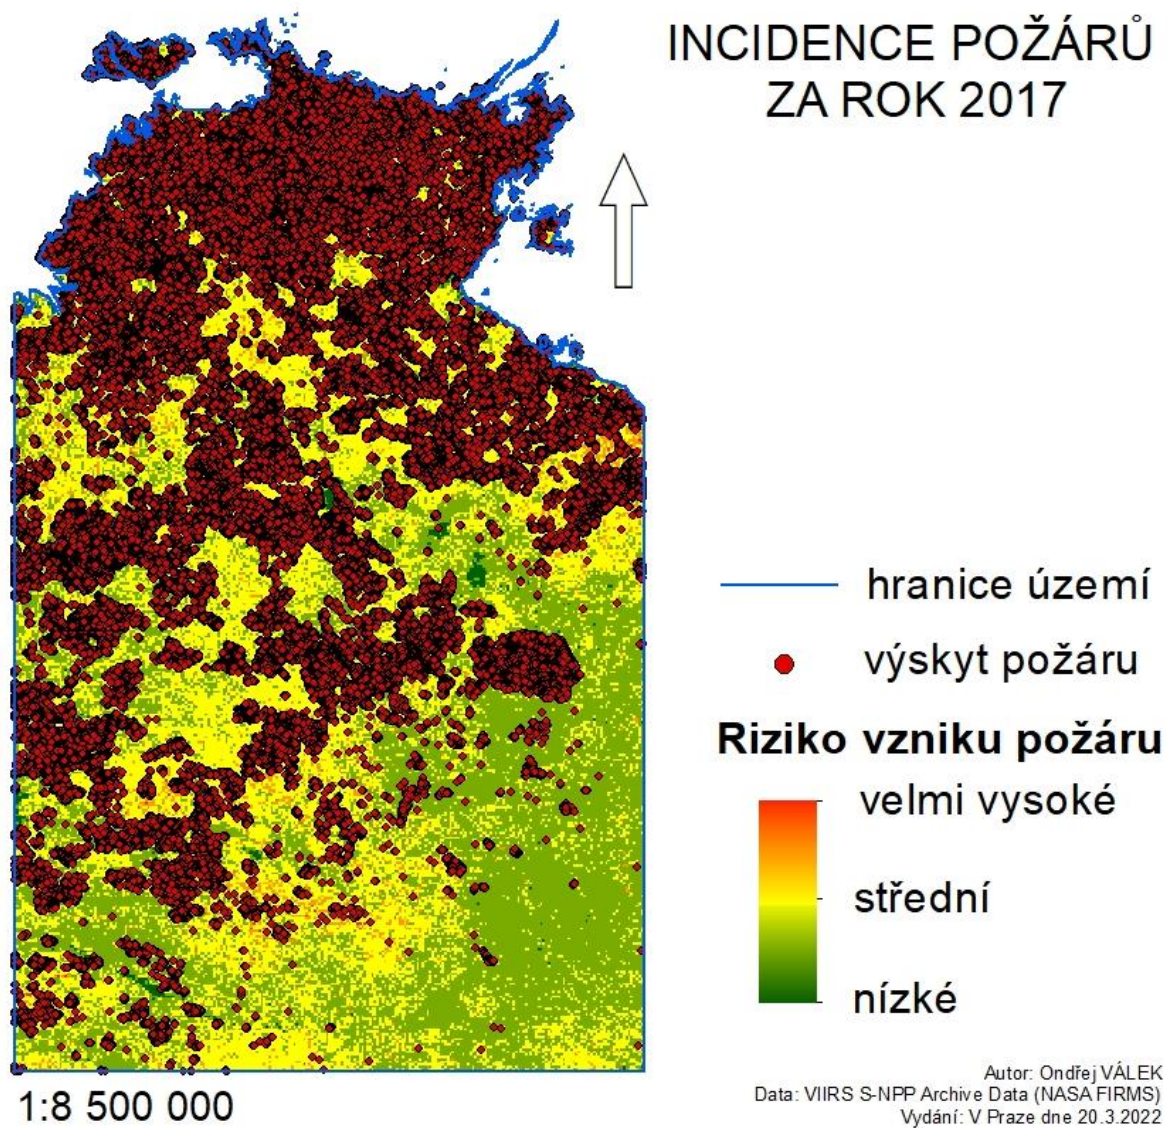 INCIDENCE POŽÁRŮ
ZA ROK 2017
hranice území
výskyt požáru
Riziko vzniku požáru
velmi vysoké
střední
nízké
1:8 500 000
Autor: Ondřej VÁLEK
Data: VIIRS S-NPP Archive Data (NASA FIRMS)
Vydání: V Praze dne 20.3.2022